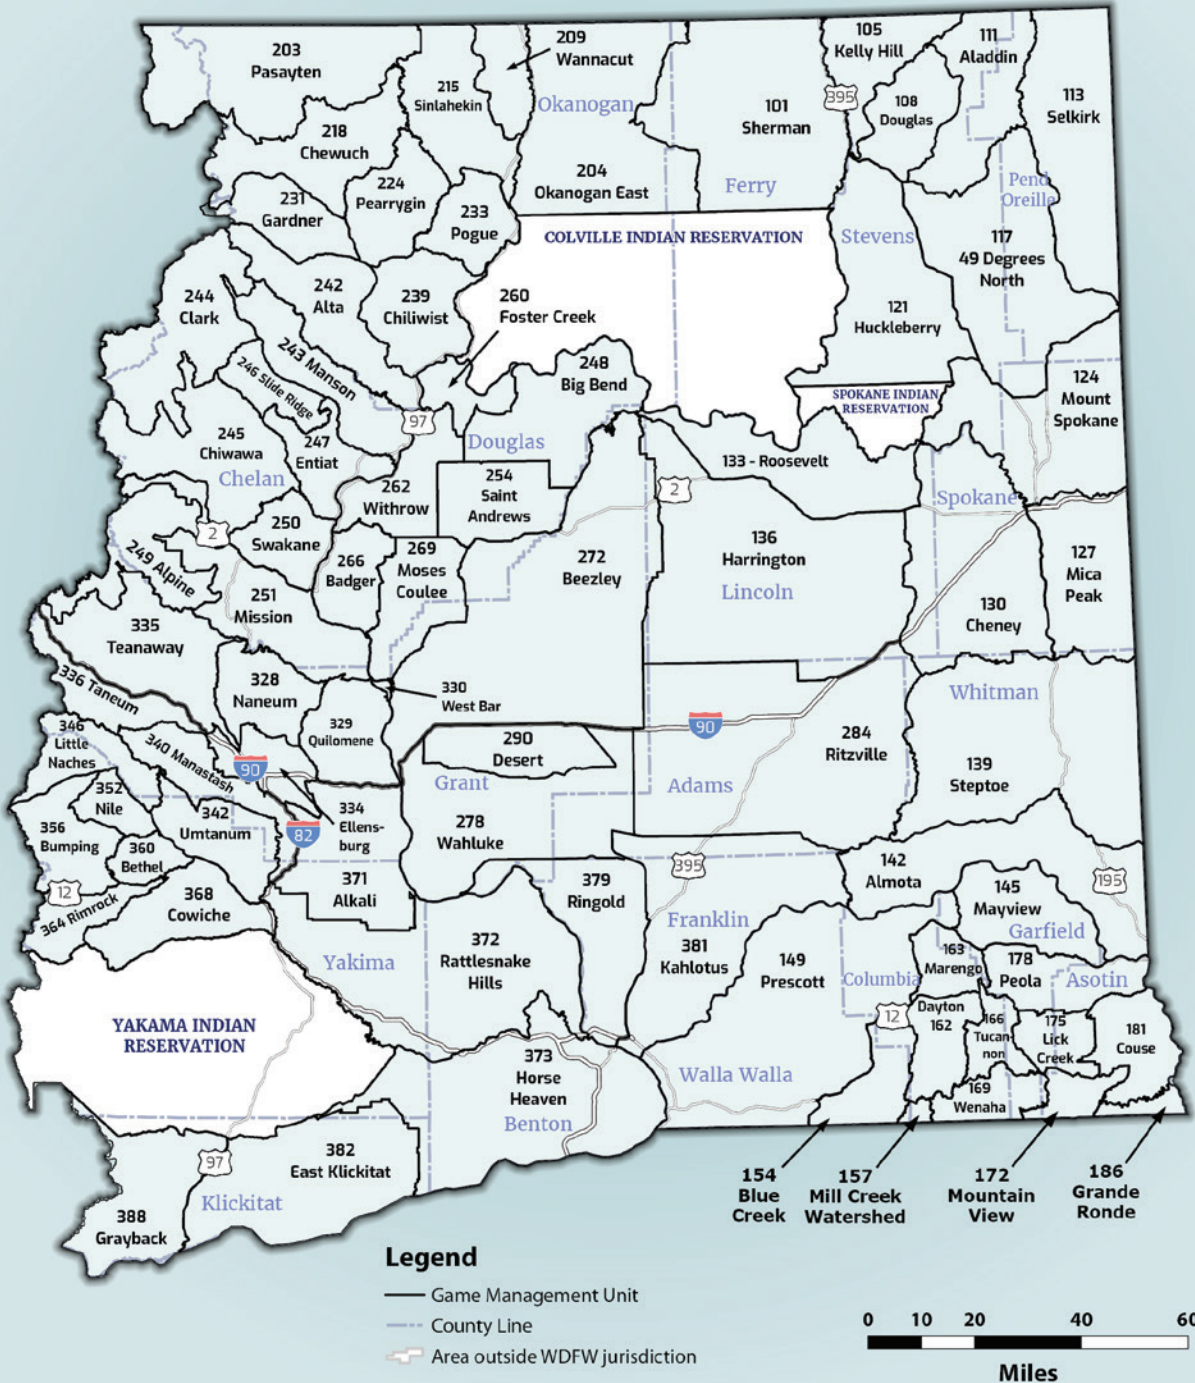 203
Pasayten
209
Wannacut
105
Kelly Hill
111
Aladdin
215
Sinlahekin
Okanogan
395
108
Douglas
113
Selkirk
101
Sherman
218
Chewuch
204
Okanogan East
Ferry
Pend
Oreille
231
Gardner
224
Pearrygin
233
Pogue
COLVILLE INDIAN RESERVATION
Stevens
117
49 Degrees
North
244
Clark
242
Alta
239
Chiliwist
260
Foster Creek
121
Huckleberry
243 Manson
246 Slide Ridge
248
Big Bend
SPOKANE INDIAN
RESERVATION
124
Mount
Spokane
97
245
Chiwawa
247
Entiat
Douglas
Chelan
262
Withrow
254
Saint
Andrews
133 - Roosevelt
2
Spokane
2
250
Swakane
249 Alpine
266
Badger
269
Moses
Coulee
272
Beezley
136
Harrington
Lincoln
127
Mica
Peak
251
Mission
130
Cheney
335
Teanaway
336 Taneum
328
Naneum
330
West Bar
Whitman
329
Quilomene
346
Little
Naches
340 Manastash
90
290
Desert
90
284
Ritzville
139
Steptoe
Grant
Adams
352
Nile
342
Umtanum
82
334
Ellens-
burg
278
Wahluke
356
Bumping
360
Bethel
395
142
Almota
195
12
364 Rimrock
368
Cowiche
371
Alkali
379
Ringold
145
Mayview
Garfield
Franklin
381
Kahlotus
372
Rattlesnake
Hills
Yakima
149
Prescott
Columbia
163
Marengo
178
Peola
Asotin
YAKAMA INDIAN
RESERVATION
12
Dayton
162
166
Tucan-
non
175
Lick
Creek
181
Couse
373
Horse
Heaven
Benton
Walla Walla
169
Wenaha
382
East Klickitat
97
Klickitat
388
Grayback
154
Blue
Creek
157
Mill Creek
Watershed
172
Mountain
View
186
Grande
Ronde
Legend
Game Management Unit
County Line
Area outside WDFW jurisdiction
0 10 20 40 60
Miles